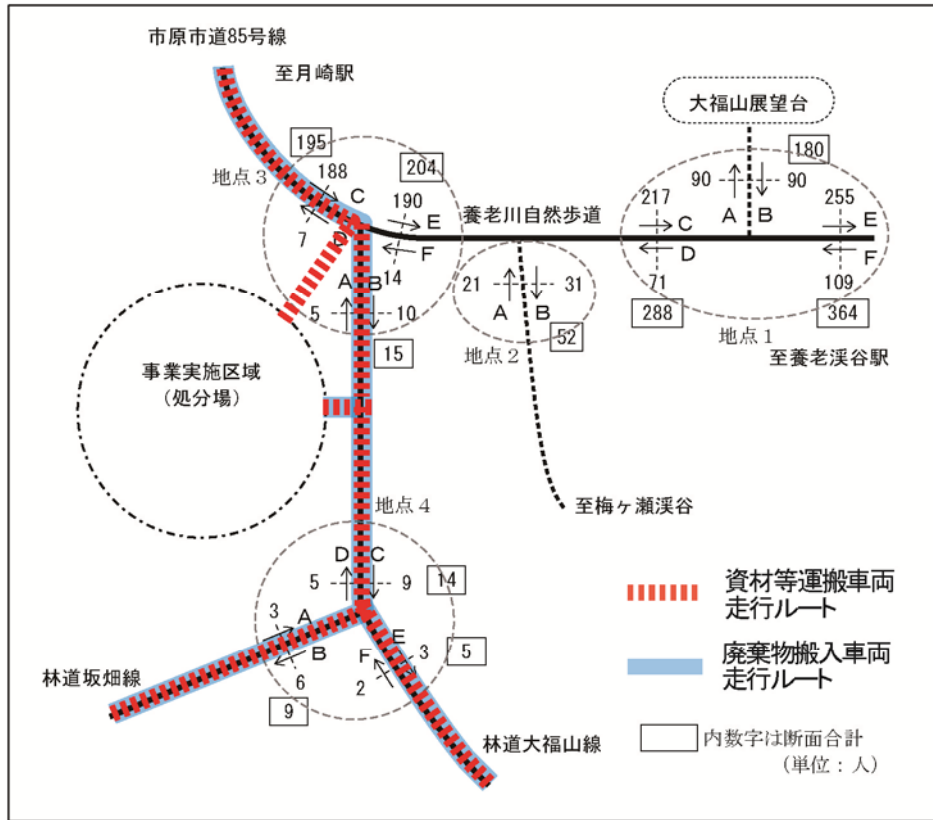 市原市道85号線
至月崎駅
大福山展望台
195
180
188
204
地点3
90
90
217
255
C
190
養老川自然歩道
A
B
E
C
E
D
F
D
F
7
14
21
31
71
109
A
B
A
B
5
10
288
364
地点2
52
地点1
15
至養老渓谷駅
事業実施区域
(処分場)
地点4
至梅ヶ瀬渓谷
D
C
5
9
14
3
A
E
B
F
3
5
6
2
9
林道坂畑線
林道大福山線
資材等運搬車両
走行ルート
廃棄物搬入車両
走行ルート
内数字は断面合計
(単位:人)